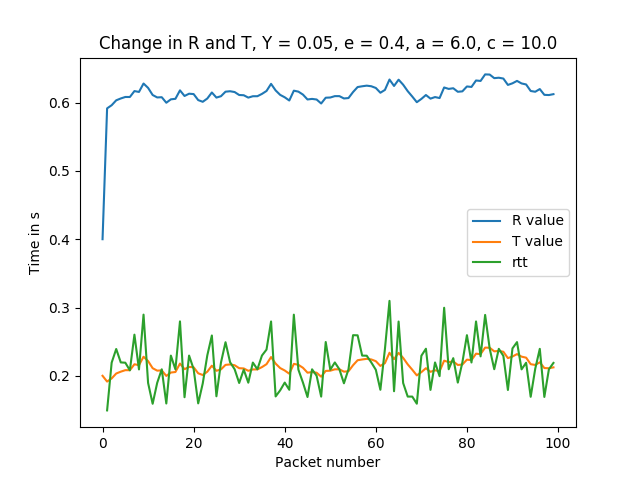 Change in R and T, Y = 0.05, e = 0.4, a = 6.0, c = 10.0
0.6
0.5
0.4
0.3
0.2
Time in s
R value
T value
rtt
0 20 40 60 80 100
Packet number